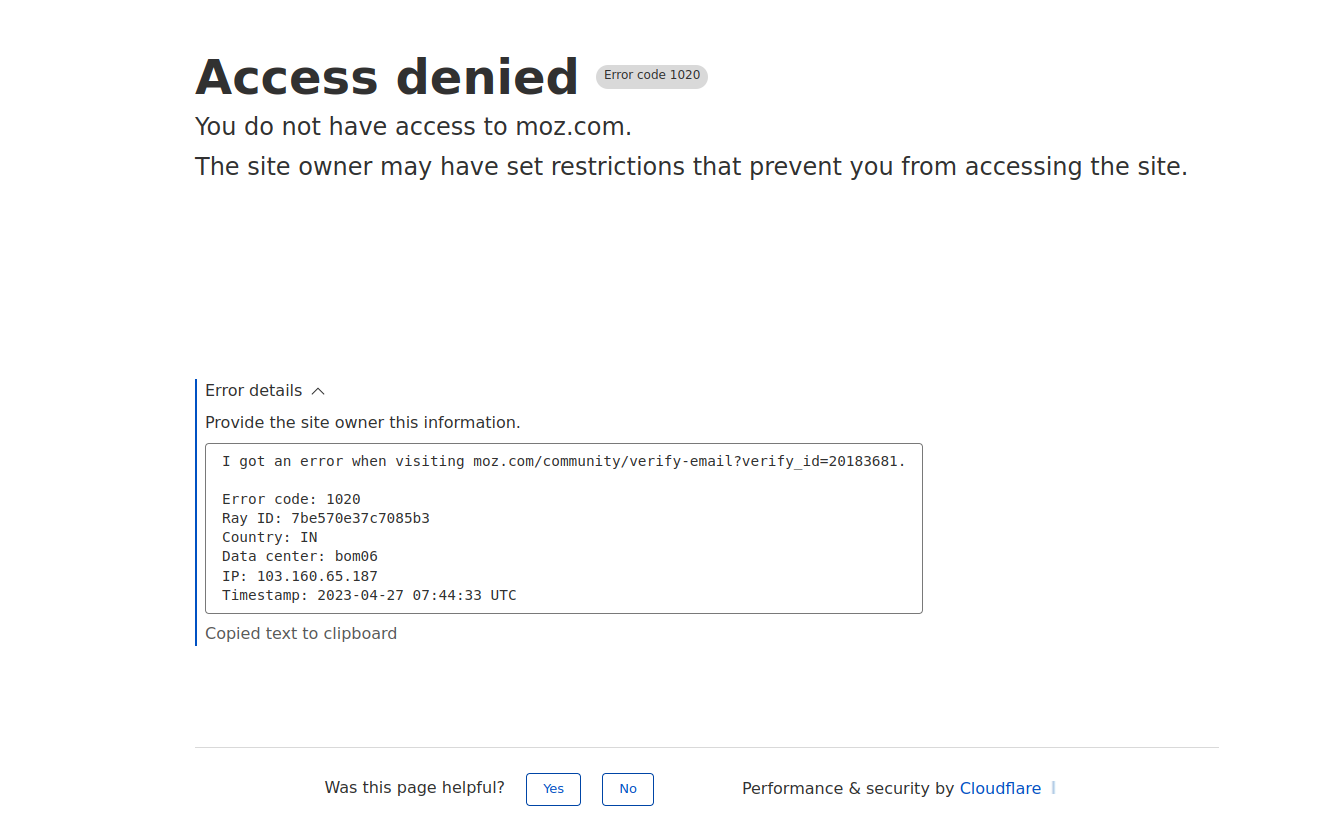 Access denied Error code 1020
You do not have access to moz.com.
The site owner may have set restrictions that prevent you from accessing the site.
Error details
Provide the site owner this information.
I got an error when visiting moz.com/community/verify-email?verify_id=20183681.
Error code: 1020
Ray ID: 7be570e37c7085b3
Country: IN
Data center: bom06
IP: 103.160.65.187
Timestamp: 2023-04-27 07:44:33 UTC
Copied text to clipboard
Was this page helpful? Yes No Performance & security by Cloudflare